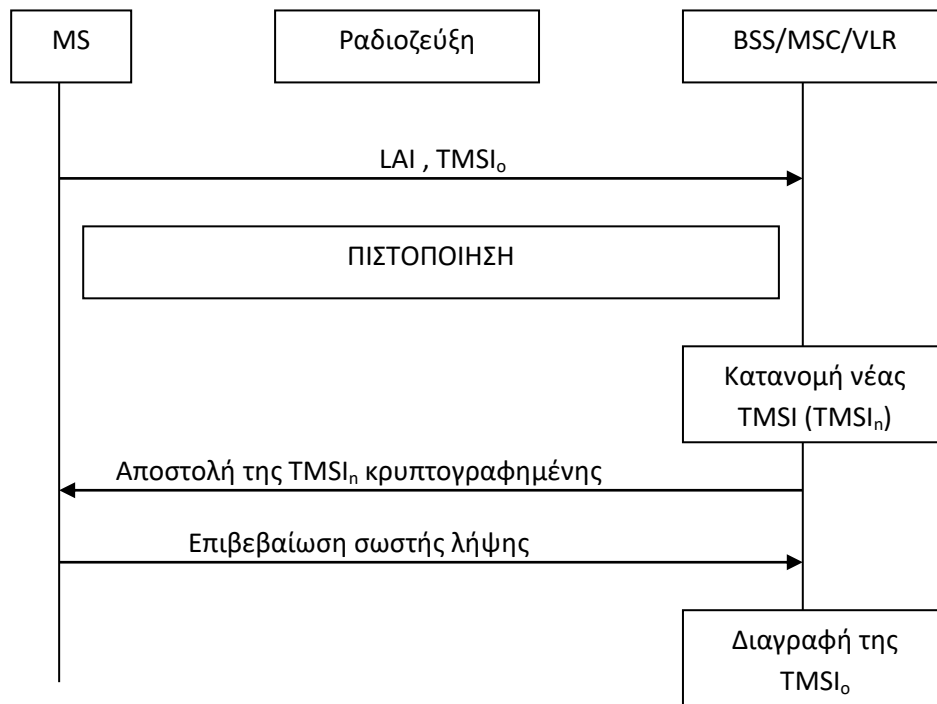 MS
Ραδιοζεύξη
BSS/MSC/VLR
LAI , TMSIₒ
ΠΙΣΤΟΠΟΙΗΣΗ
Κατανομή νέας
TMSI (TMSIₙ)
Αποστολή της TMSIₙ κρυπτογραφημένης
Επιβεβαίωση σωστής λήψης
Διαγραφή της
TMSIₒ